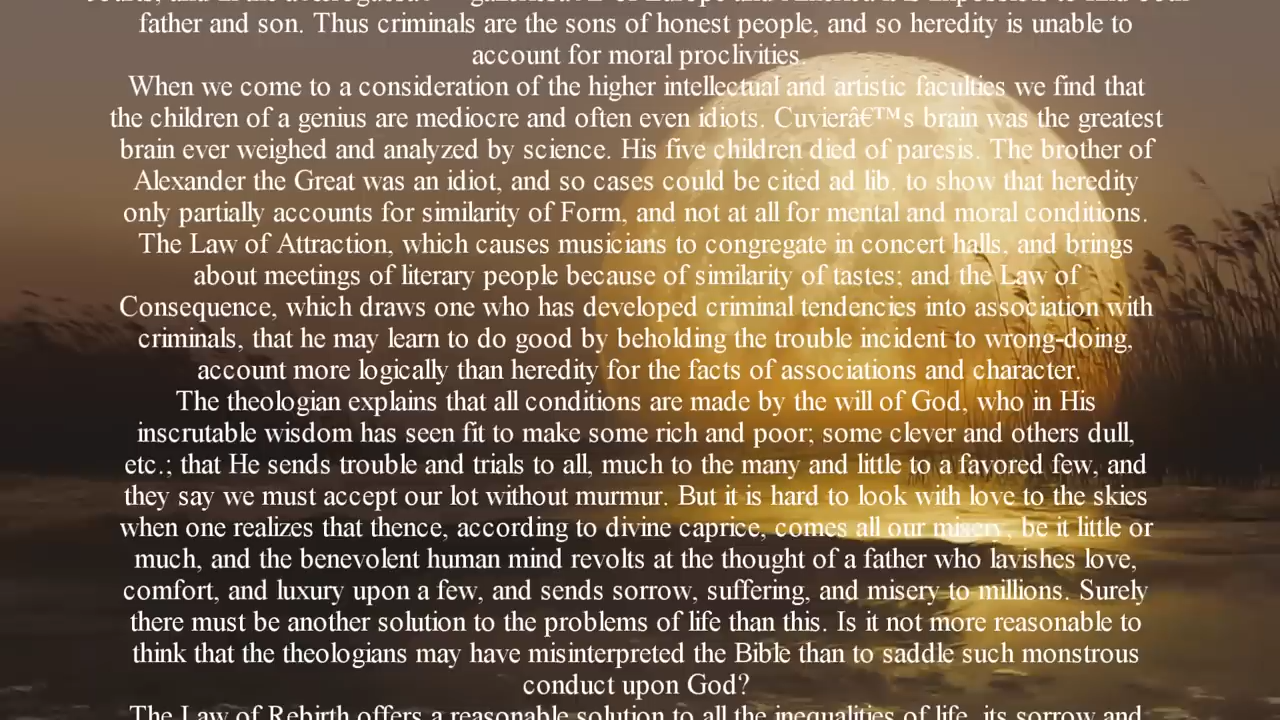 father and son. Thus criminals are the sons of honest people, and so heredity is unable to
account for moral proclivities.
When we come to a consideration of the higher intellectual and artistic faculties we find that
the children of a genius are mediocre and often even idiots. Cuvierâ€™s brain was the greatest
brain ever weighed and analyzed by science. His five children died of paresis. The brother of
Alexander the Great was an idiot, and so cases could be cited ad lib. to show that heredity
only partially accounts for similarity of Form, and not at all for mental and moral conditions.
The Law of Attraction, which causes musicians to congregate in concert halls, and brings
about meetings of literary people because of similarity of tastes; and the Law of
Consequence, which draws one who has developed criminal tendencies into association with
criminals, that he may learn to do good by beholding the trouble incident to wrong-doing,
account more logically than heredity for the facts of associations and character.
The theologian explains that all conditions are made by the will of God, who in His
inscrutable wisdom has seen fit to make some rich and poor; some clever and others dull,
etc.; that He sends trouble and trials to all, much to the many and little to a favored few, and
they say we must accept our lot without murmur. But it is hard to look with love to the skies
when one realizes that thence, according to divine caprice, comes all our misery, be it little or
much, and the benevolent human mind revolts at the thought of a father who lavishes love,
comfort, and luxury upon a few, and sends sorrow, suffering, and misery to millions. Surely
there must be another solution to the problems of life than this. Is it not more reasonable to
think that the theologians may have misinterpreted the Bible than to saddle such monstrous
conduct upon God?
The Law of Rebirth offers a reasonable solution to all the inequalities of life, its sorrow and